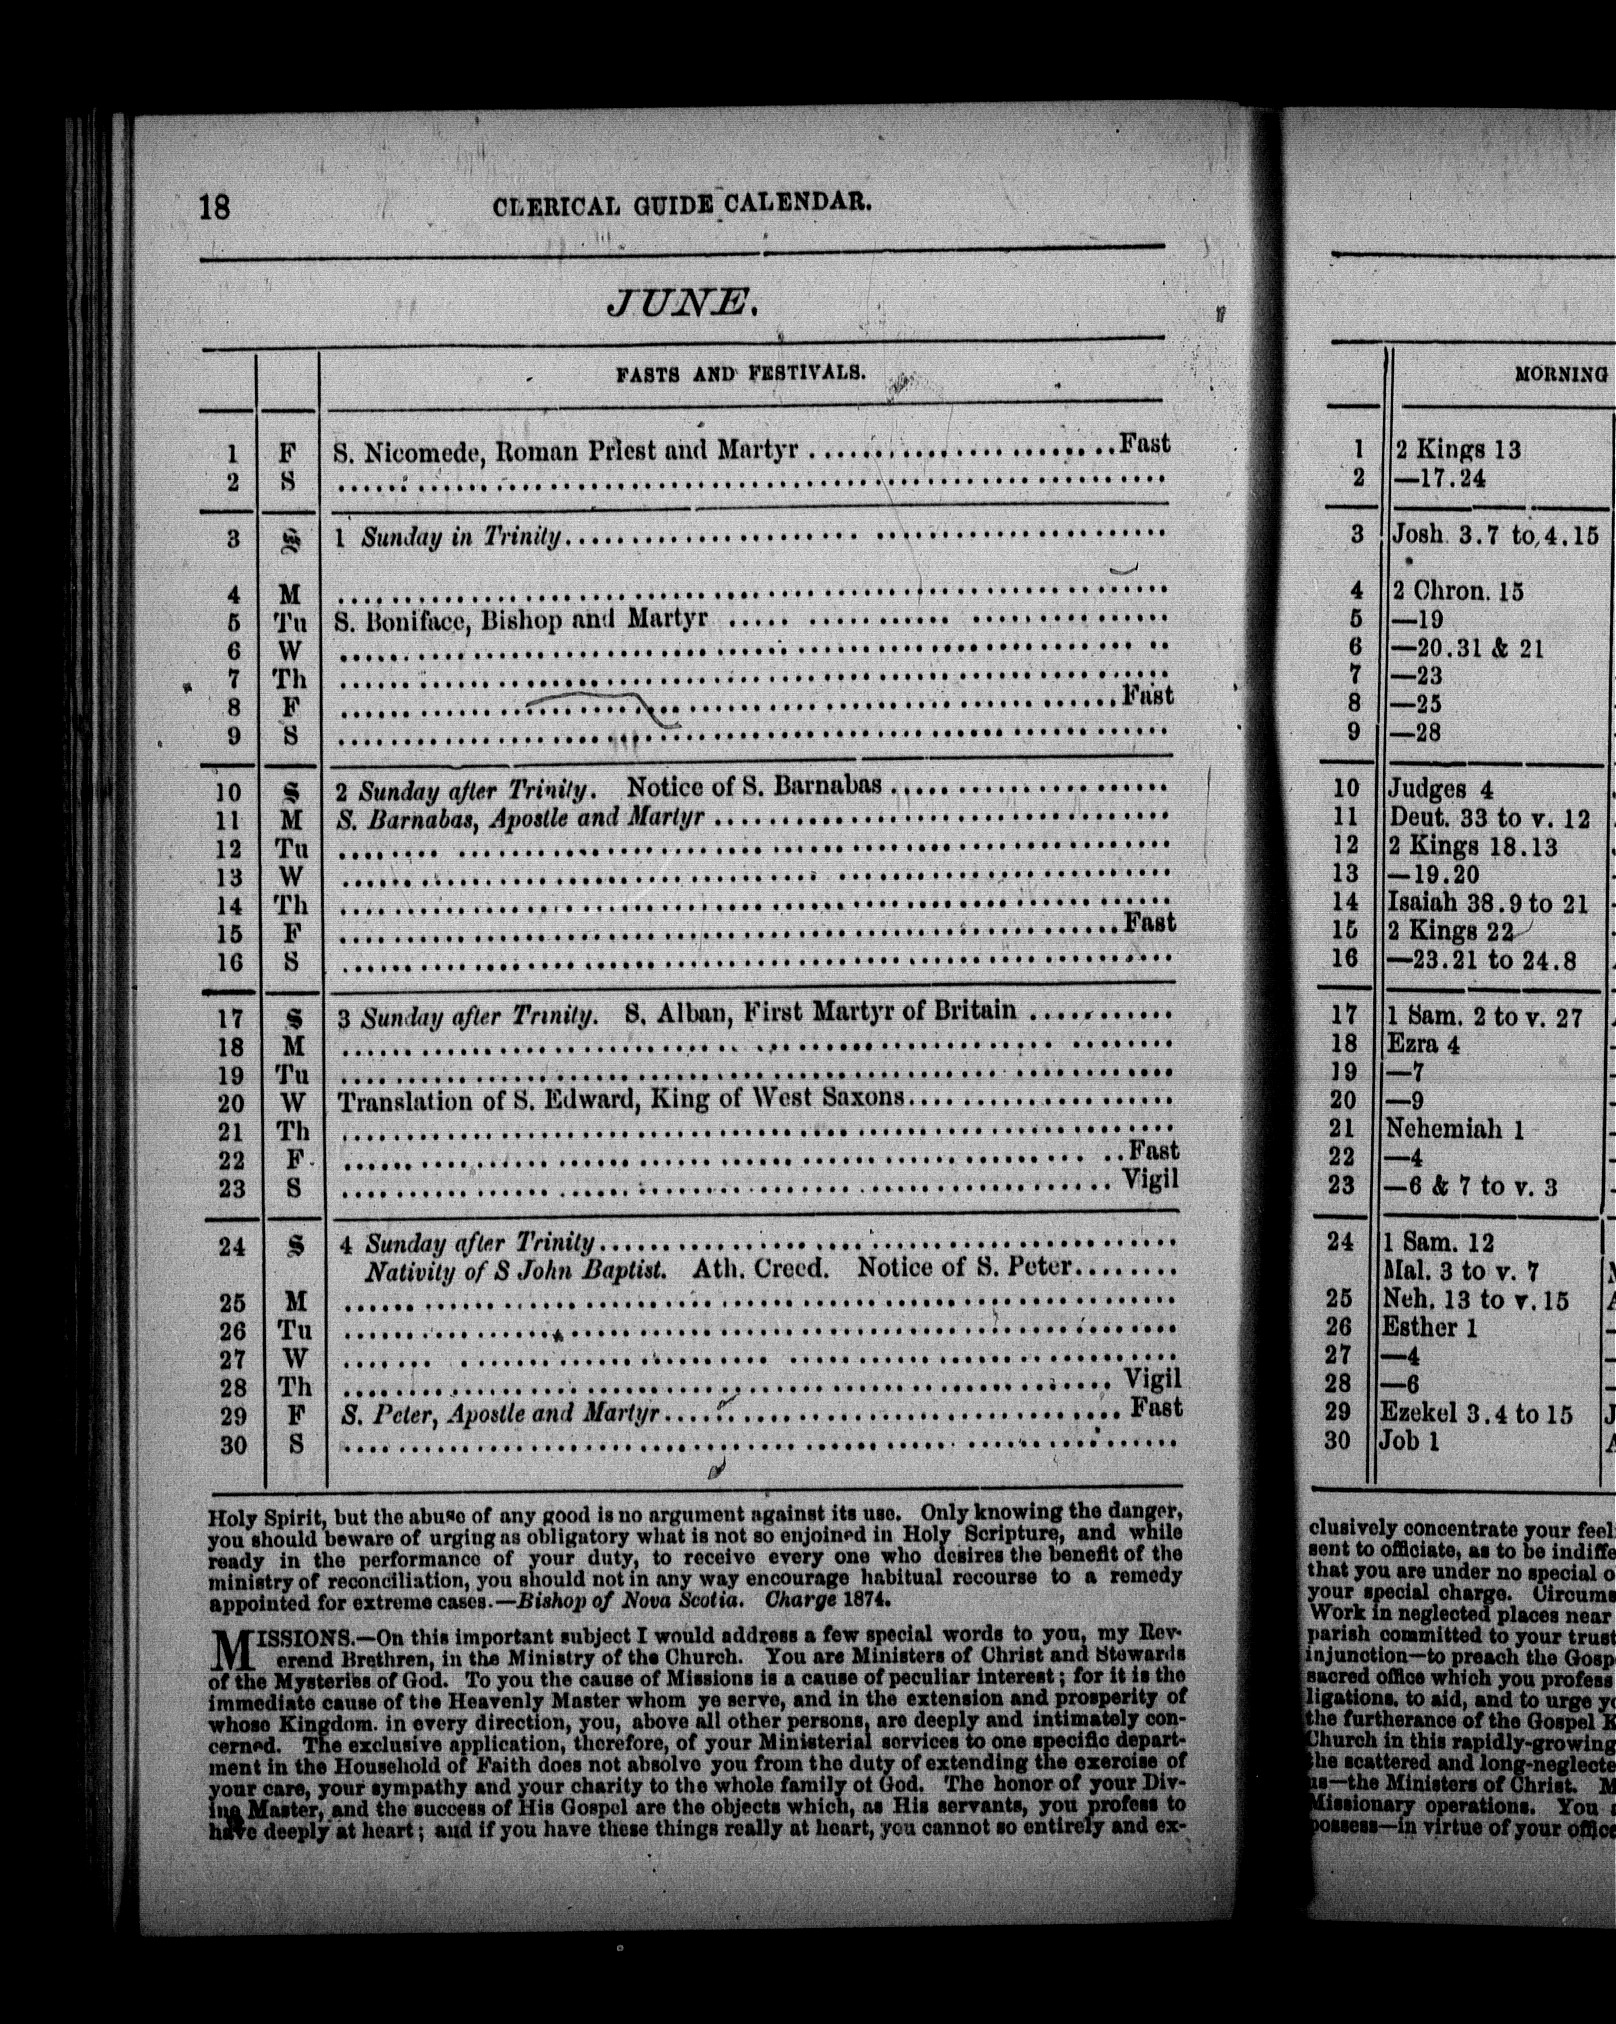 18
CLERICAL GUIDE CALENDAR.
JUNE.
FASTS AND FESTIVALS.
1 F S. Nicomede, Roman Priest and Martyr ........................Fast
2 S
3 S 1 Sunday in Trinity
4 M
5 Tu S. Boniface, Bishop and Martyr
6 W
7 Th
8 F Fast
9 S
10 S 2 Sunday after Trinity. Notice of S. Barnabas
11 M S. Barnabas, Apostle and Martyr
12 Tu
13 W
14 Th
15 F Fast
16 S
17 S 3 Sunday after Trinity. S. Alban, First Martyr of Britain
18 M
19 Tu
20 W Translation of S. Edward, King of West Saxons
21 Th
22 F Fast
23 S Vigil
24 S 4 Sunday after Trinity
Nativity of S John Baptist. Ath. Creed. Notice of S. Peter
25 M
26 Tu
27 W
28 Th Vigil
29 F S. Peter, Apostle and Martyr Fast
30 S
Holy Spirit, but the abuse of any good is no argument against its use. Only knowing the danger,
you should beware of urging as obligatory what is not so enjoined in Holy Scripture, and while
ready in the performance of your duty, to receive every one who desires the benefit of the
ministry of reconciliation, you should not in any way encourage habitual recourse to a remedy
appointed for extreme cases.—Bishop of Nova Scotia. Charge 1874.
MISSIONS.—On this important subject I would address a few special words to you, my Rev-
erend Brethren, in the Ministry of the Church. You are Ministers of Christ and Stewards
of the Mysteries of God. To you the cause of Missions is a cause of peculiar interest; for it is the
immediate cause of the Heavenly Master whom ye serve, and in the extension and prosperity of
whose Kingdom. in every direction, you, above all other persons, are deeply and intimately con-
cerned. The exclusive application, therefore, of your Ministerial services to one specific depart-
ment in the Household of Faith does not absolve you from the duty of extending the exercise of
your care, your sympathy and your charity to the whole family of God. The honor of your Div-
ine Master, and the success of His Gospel are the objects which, as His servants, you profess to
have deeply at heart; and if you have these things really at heart, you cannot so entirely and ex-
MORNING
1 2 Kings 13
2 —17.24
3 Josh. 3.7 to 4.15
4 2 Chron. 15
5 —19
6 —20.31 & 21
7 —23
8 —25
9 —28
10 Judges 4
11 Deut. 33 to v. 12
12 2 Kings 18.13
13 —19.20
14 Isaiah 38.9 to 21
15 2 Kings 22
16 —23.21 to 24.8
17 1 Sam. 2 to v. 27
18 Ezra 4
19 —7
20 —9
21 Nehemiah 1
22 —4
23 —6 & 7 to v. 3
24 1 Sam. 12
Mal. 3 to v. 7
25 Neh. 13 to v. 15
26 Esther 1
27 —4
28 —6
29 Ezekel 3.4 to 15
30 Job 1
clusively concentrate your feel
sent to officiate, as to be indiffe
that you are under no special o
your special charge. Circums
Work in neglected places near
parish committed to your trust
injunction—to preach the Gosp
sacred office which you profess
ligations, to aid, and to urge yo
the furtherance of the Gospel K
Church in this rapidly-growing
the scattered and long-neglecte
us—the Ministers of Christ. M
Missionary operations. You
possess—in virtue of your office